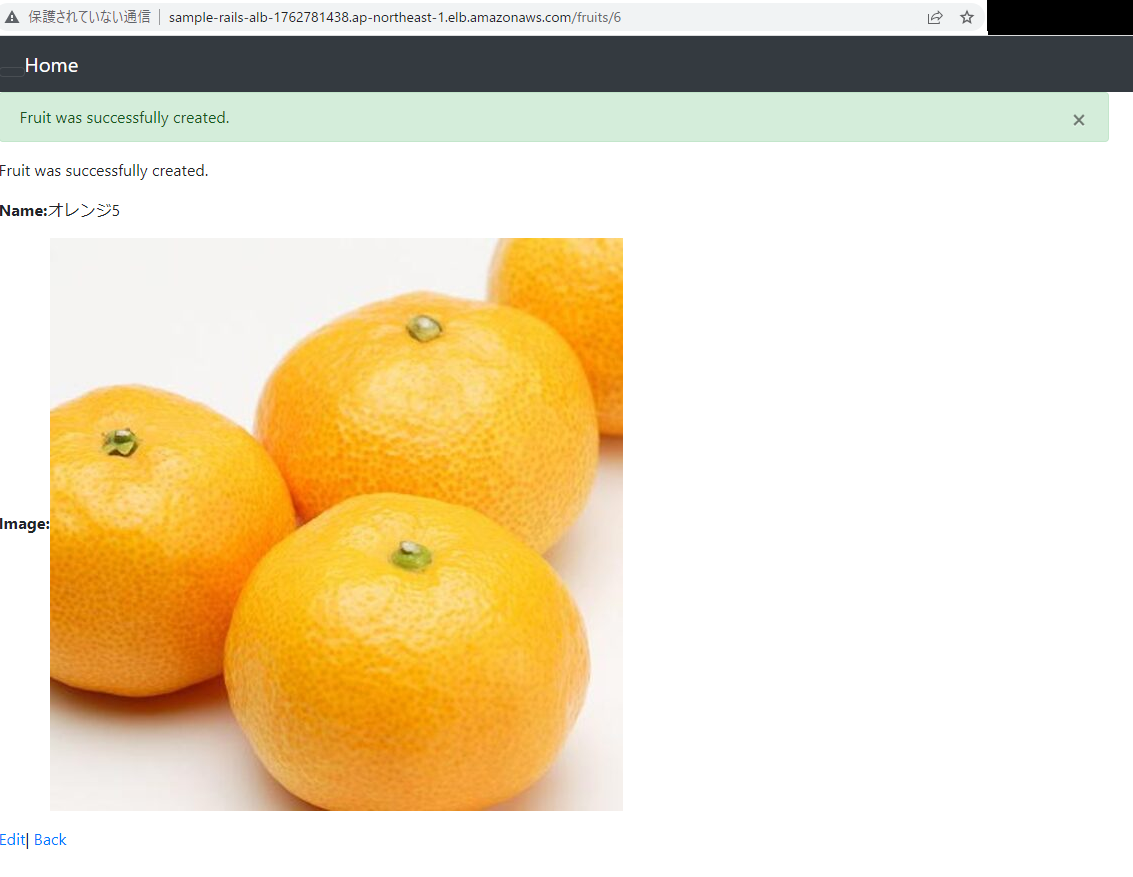 保護されていない通信 sample-rails-alb-1762781438.ap-northeast-1.elb.amazonaws.com/fruits/6
Home
Fruit was successfully created. ×
Fruit was successfully created.
Name:オレンジ5
Image:
Edit| Back